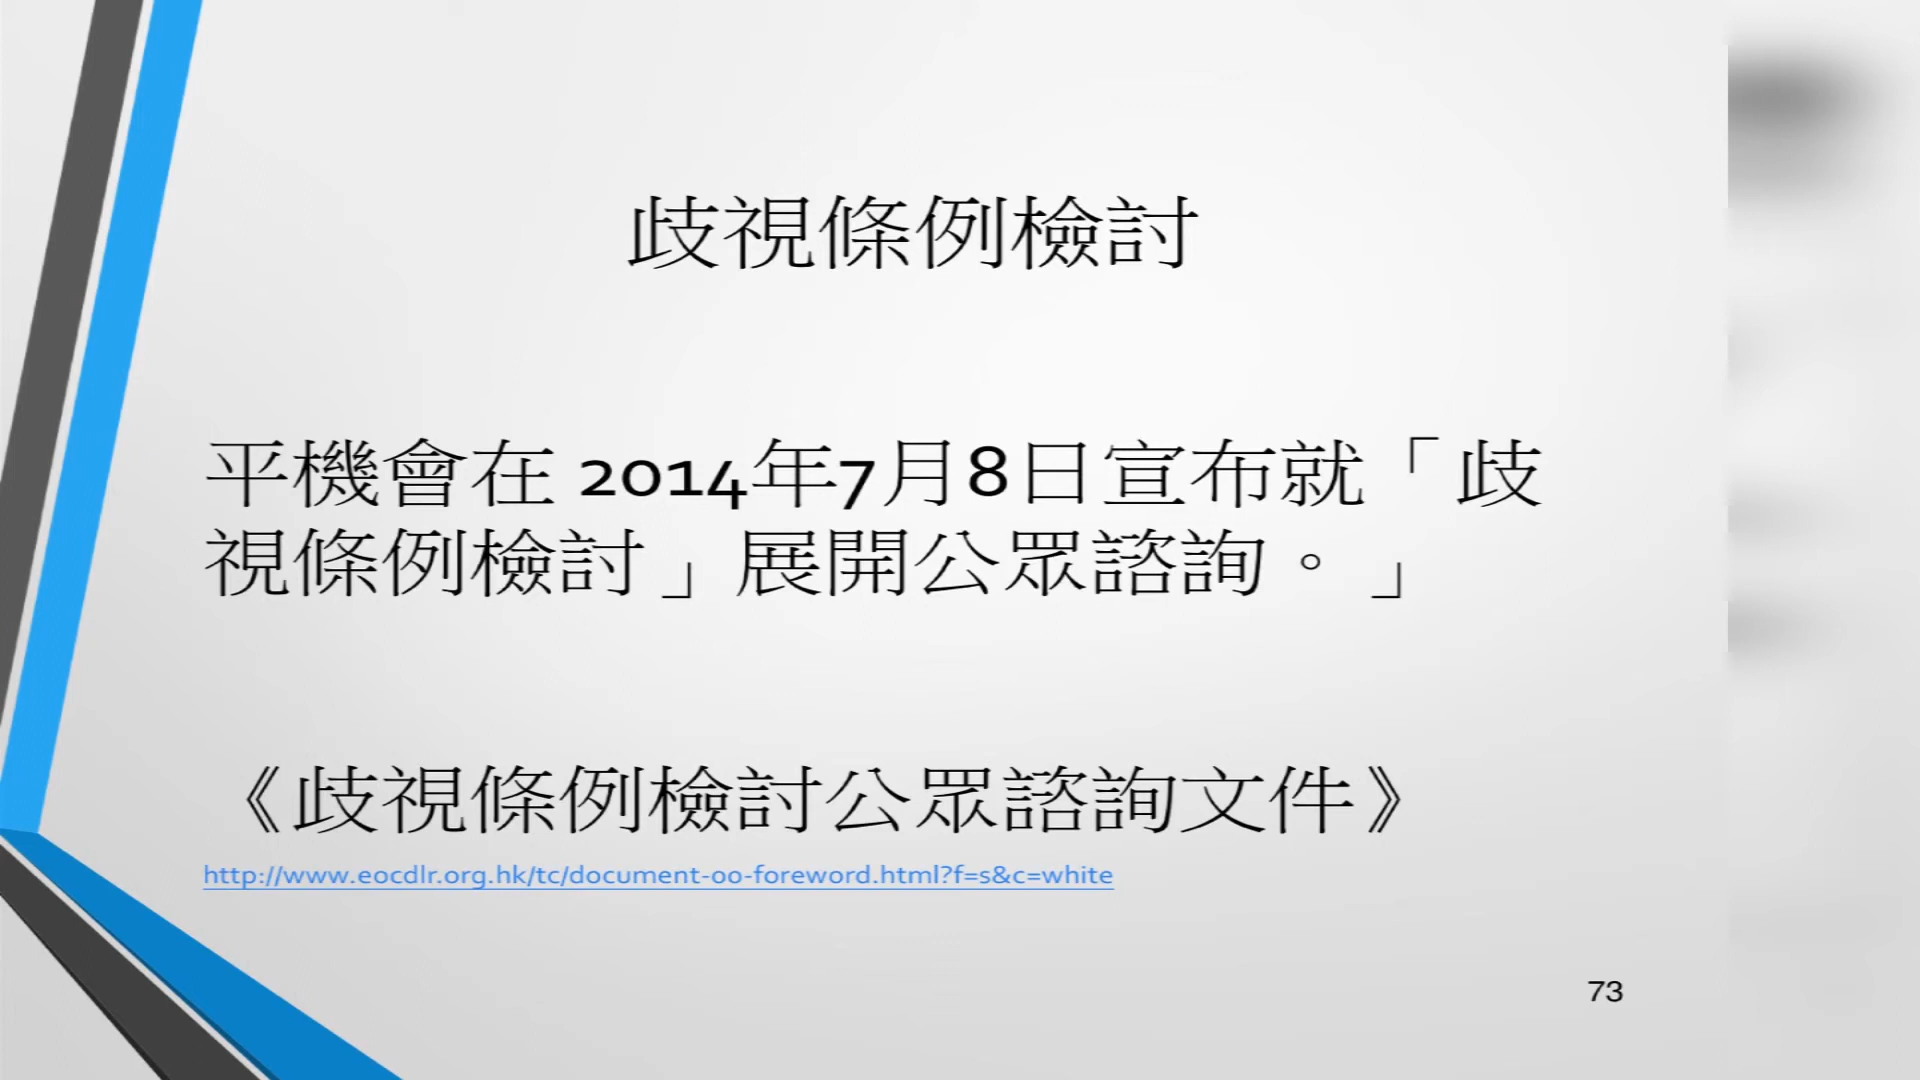 歧視條例檢討
平機會在 2014年7月8日宣布就「歧
視條例檢討」展開公眾諮詢。」
《歧視條例檢討公眾諮詢文件》
http://www.eocdlr.org.hk/tc/document-oo-foreword.html?f=s&c=white
73